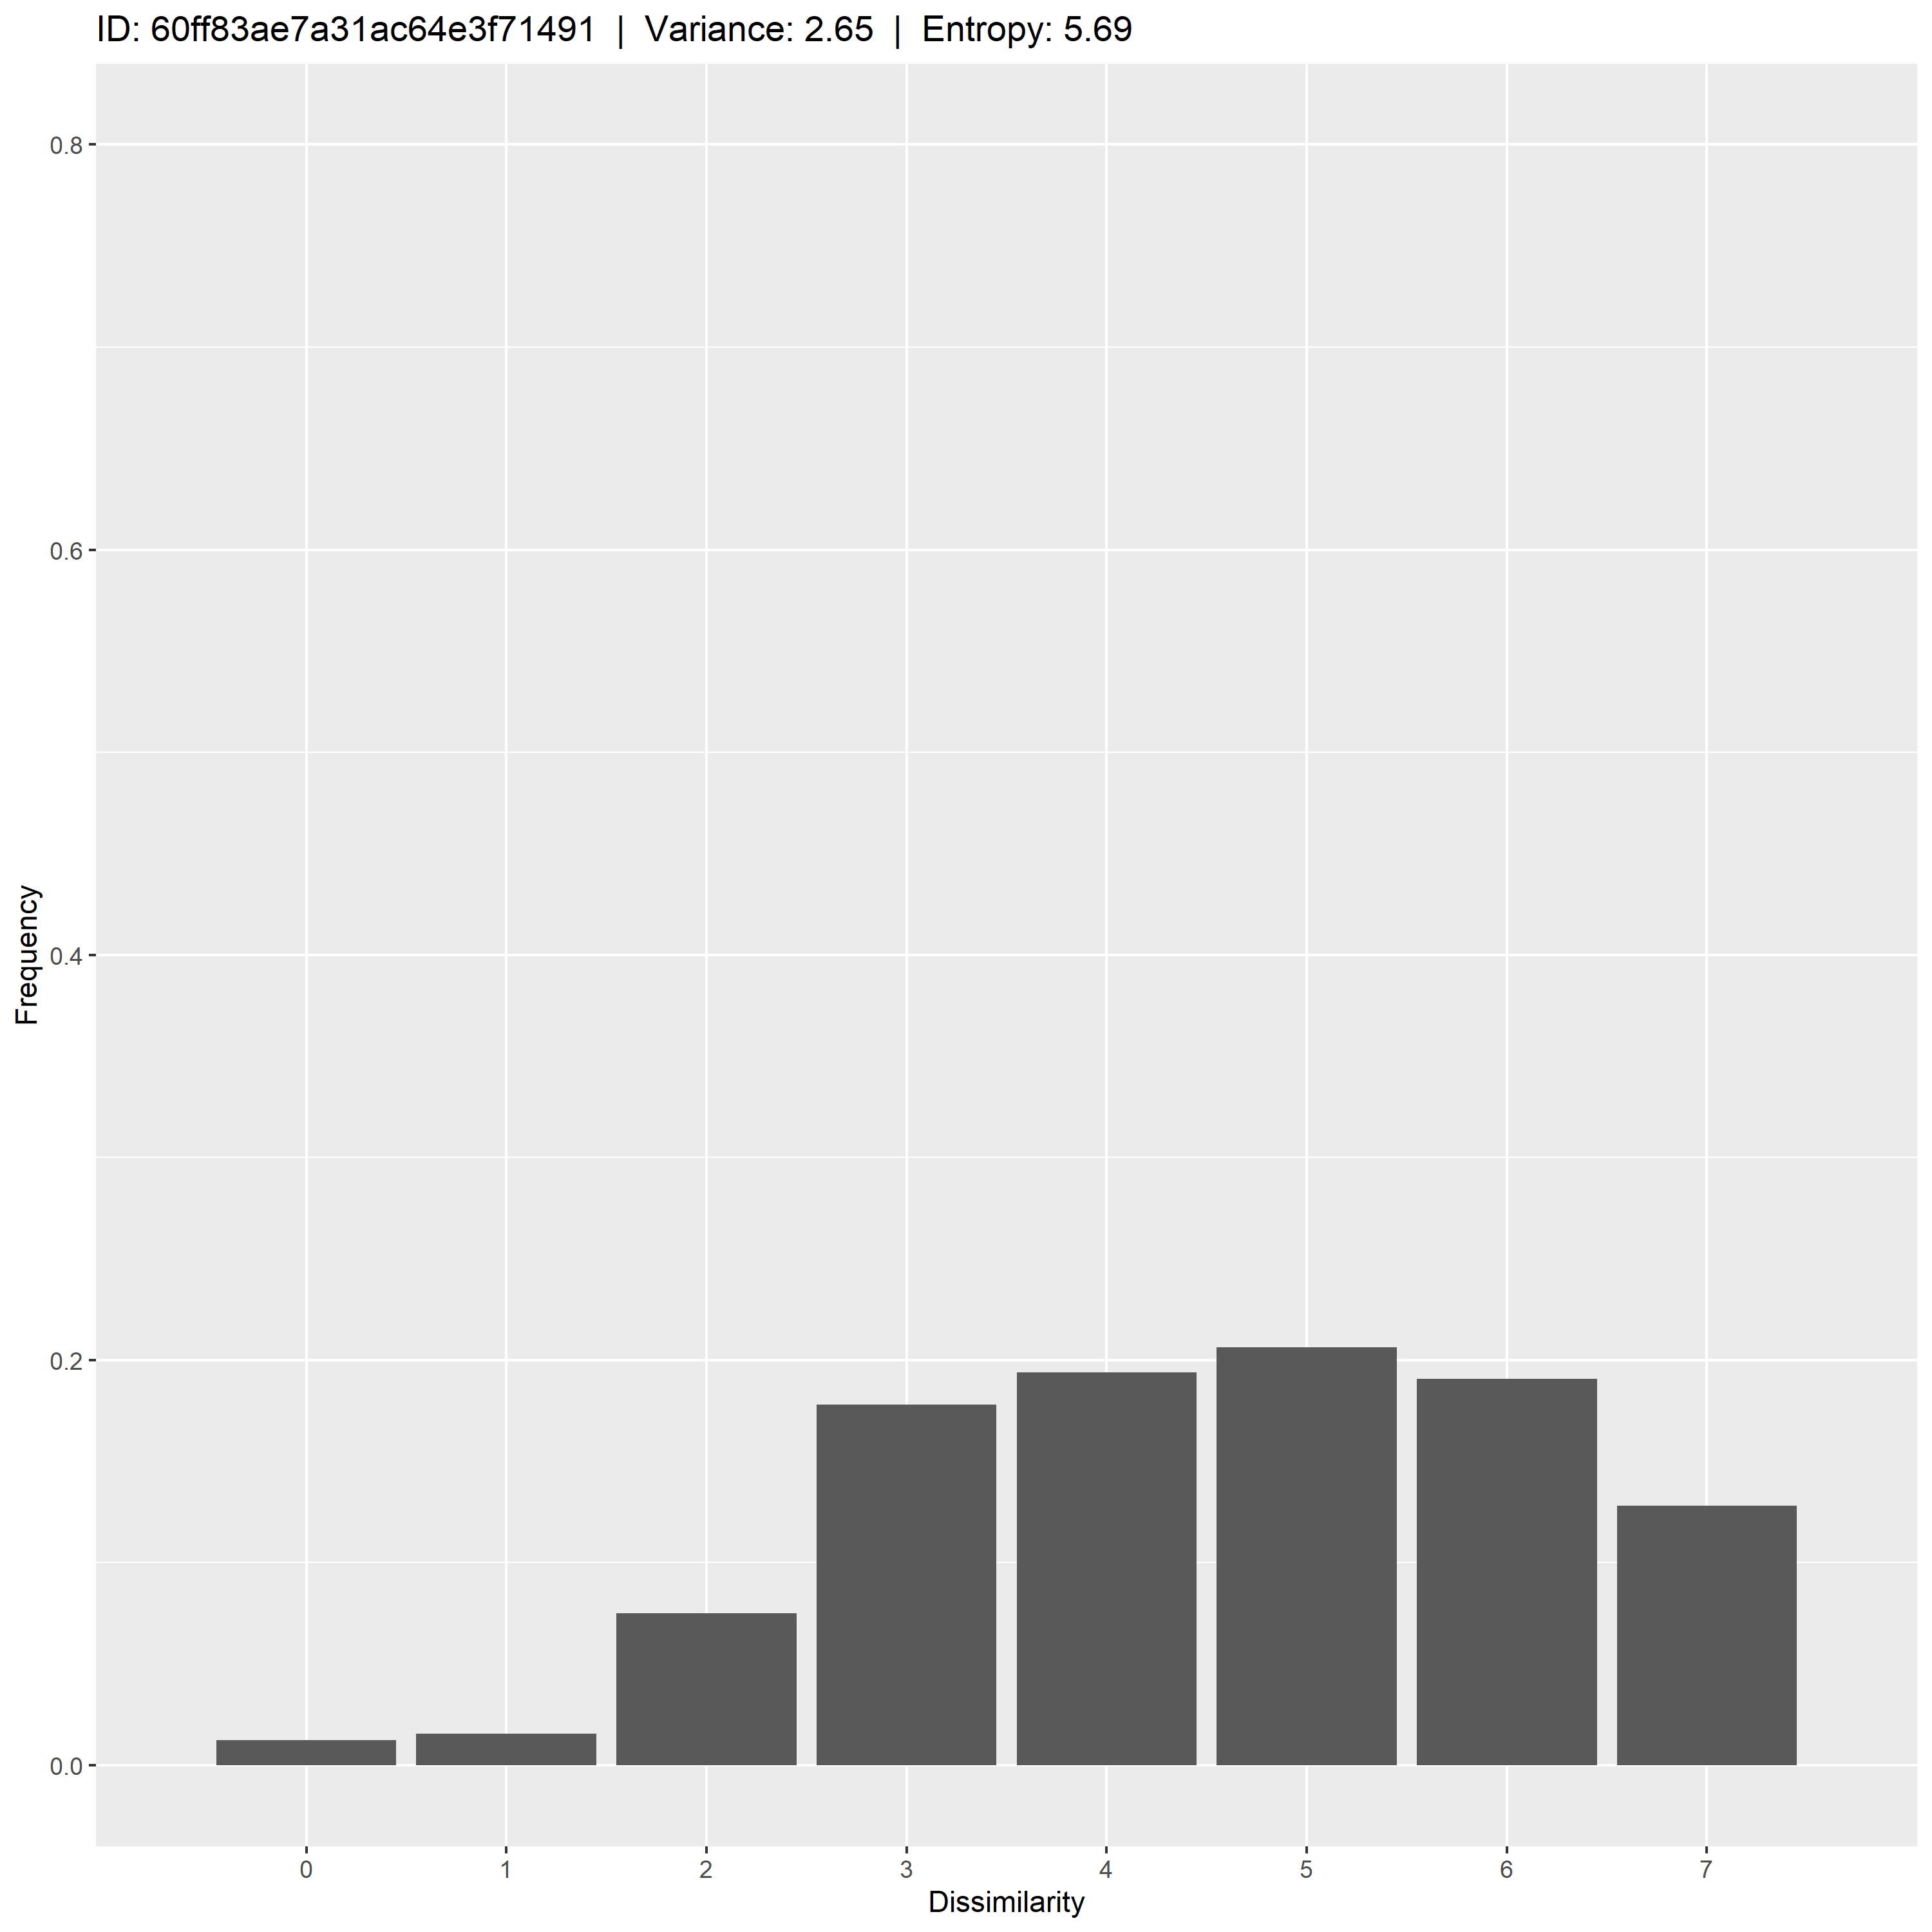 ID: 60ff83ae7a31ac64e3f71491 | Variance: 2.65 | Entropy: 5.69
0.8
0.6
0.4
0.2
0.0
Frequency
0 1 2 3 4 5 6 7
Dissimilarity